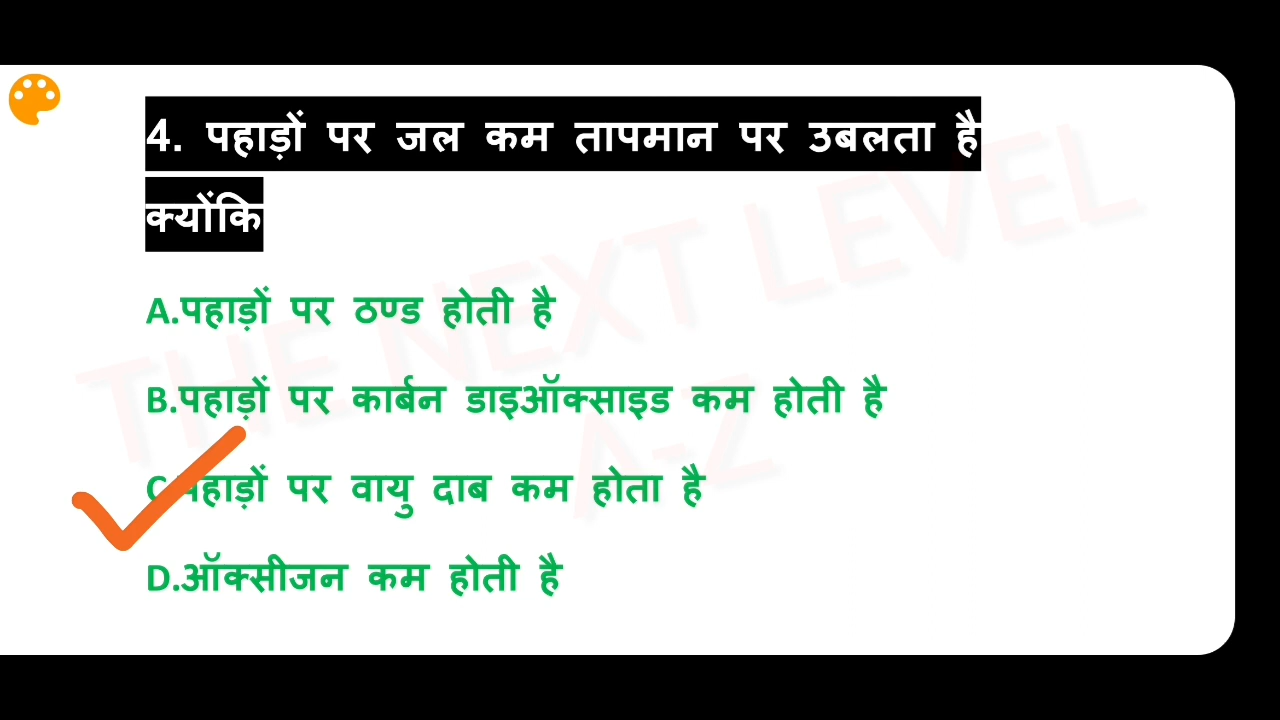 4. पहाड़ों पर जल कम तापमान पर उबलता है
क्योंकि
A.पहाड़ों पर ठण्ड होती है
B.पहाड़ों पर कार्बन डाइऑक्साइड कम होती है
C.पहाड़ों पर वायु दाब कम होता है
D.ऑक्सीजन कम होती है
THE NEXT LEVEL
A-Z